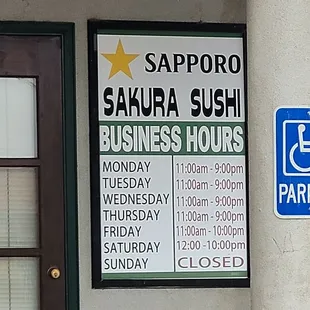 SAPPORO
SAKURA SUSHI
BUSINESS HOURS
MONDAY 11:00am - 9:00pm
TUESDAY 11:00am - 9:00pm
WEDNESDAY 11:00am - 9:00pm
THURSDAY 11:00am - 9:00pm
FRIDAY 11:00am - 10:00pm
SATURDAY 12:00 - 10:00pm
SUNDAY CLOSED
PAR